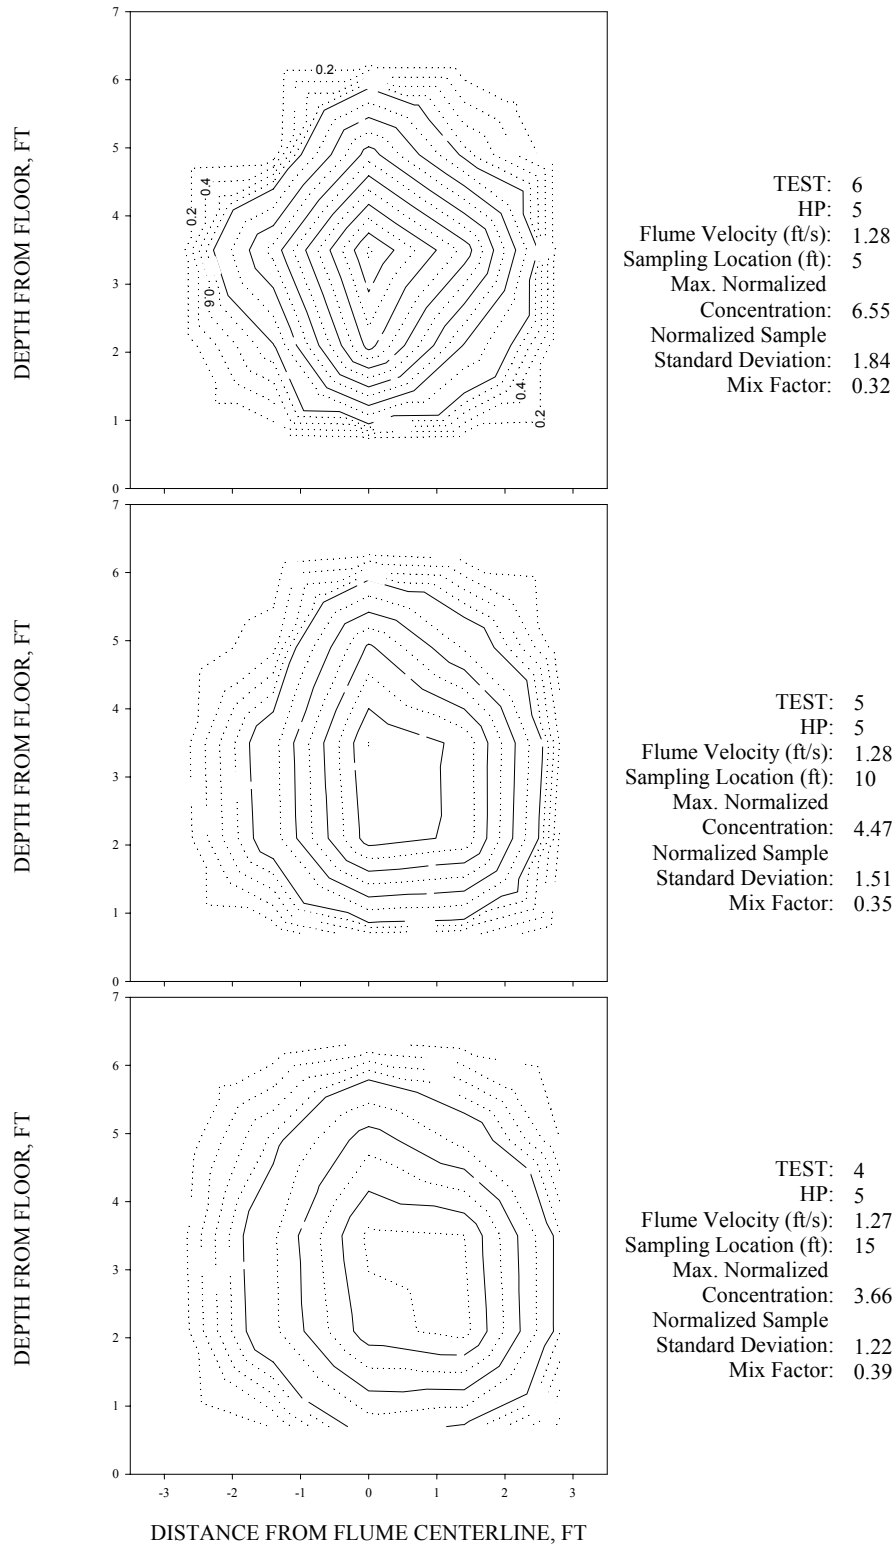 DEPTH FROM FLOOR, FT
7
6
5
4
3
2
1
0
0.2
0.4
0.2
0.6
0.4
0.2
TEST: 6
HP: 5
Flume Velocity (ft/s): 1.28
Sampling Location (ft): 5
Max. Normalized
Concentration: 6.55
Normalized Sample
Standard Deviation: 1.84
Mix Factor: 0.32
DEPTH FROM FLOOR, FT
7
6
5
4
3
2
1
0
TEST: 5
HP: 5
Flume Velocity (ft/s): 1.28
Sampling Location (ft): 10
Max. Normalized
Concentration: 4.47
Normalized Sample
Standard Deviation: 1.51
Mix Factor: 0.35
DEPTH FROM FLOOR, FT
7
6
5
4
3
2
1
0
TEST: 4
HP: 5
Flume Velocity (ft/s): 1.27
Sampling Location (ft): 15
Max. Normalized
Concentration: 3.66
Normalized Sample
Standard Deviation: 1.22
Mix Factor: 0.39
-3 -2 -1 0 1 2 3
DISTANCE FROM FLUME CENTERLINE, FT